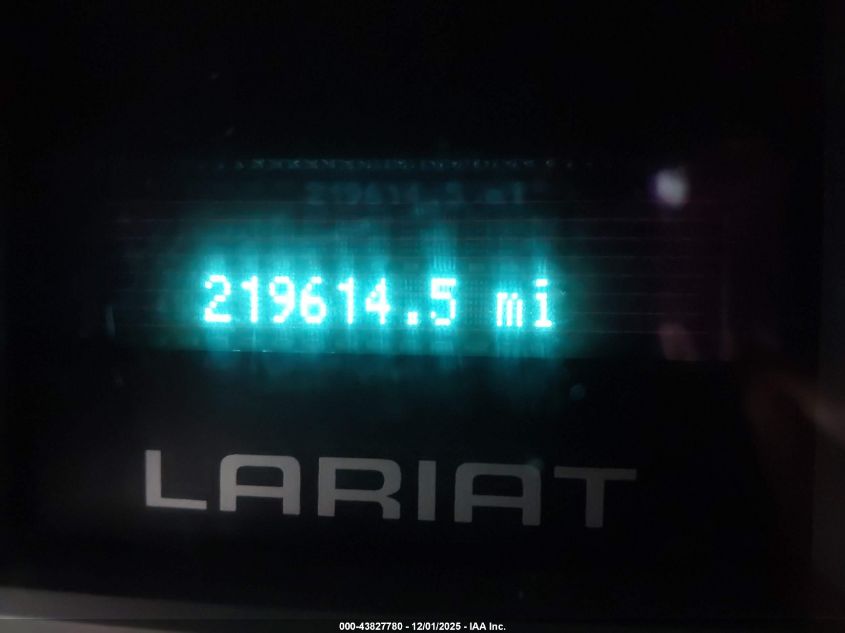 219614.5 mi
LARIAT
000-43827780 - 12/01/2025 - IAA Inc.